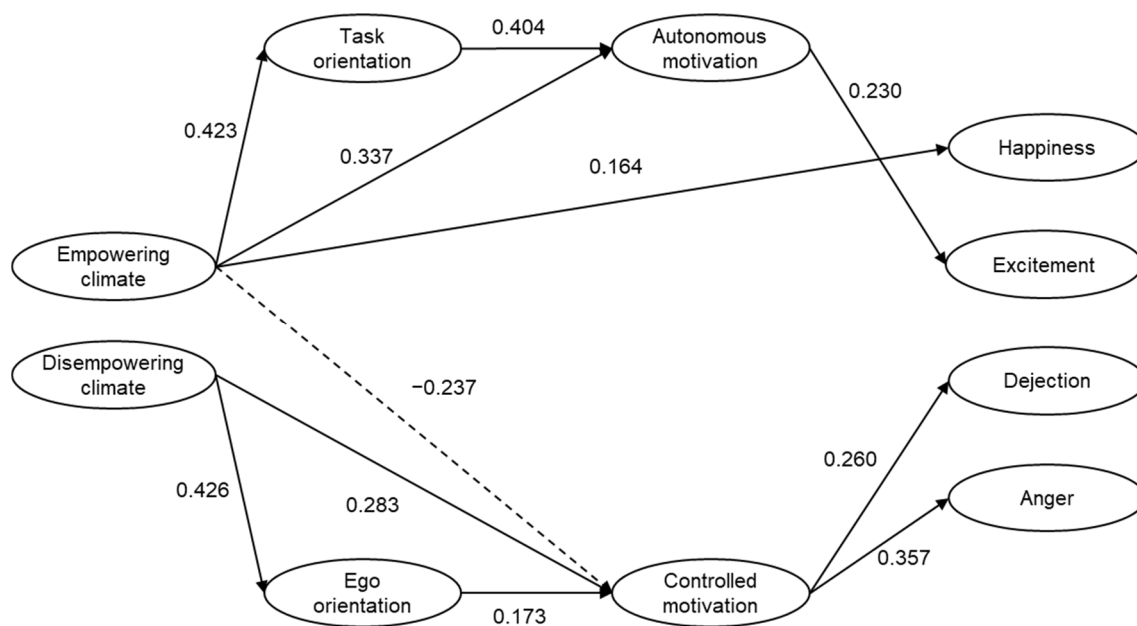 Task
orientation
0.404
Autonomous
motivation
0.230
0.423
0.337
0.164
Happiness
Empowering
climate
Excitement
Disempowering
climate
−0.237
Dejection
0.260
0.426
0.283
Anger
0.357
Ego
orientation
0.173
Controlled
motivation